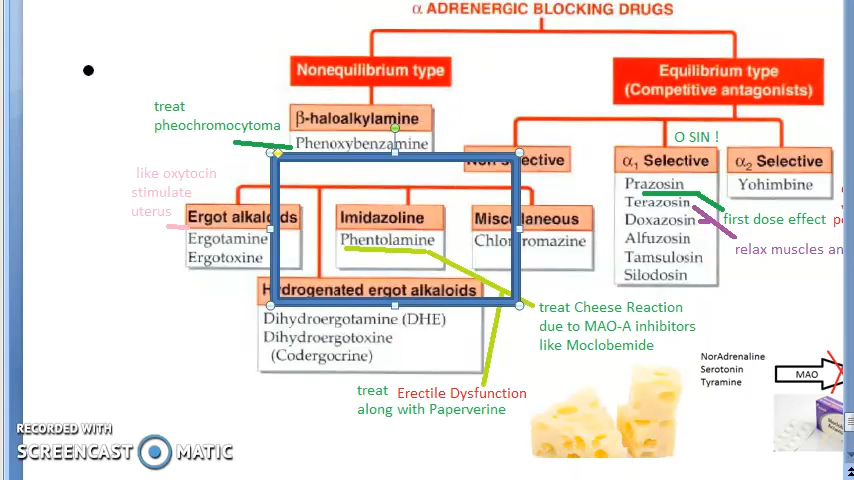 α ADRENERGIC BLOCKING DRUGS
Nonequilibrium type
Equilibrium type
(Competitive antagonists)
treat
pheochromocytoma
β-haloalkylamine
Phenoxybenzamine
O SIN !
Nonselective
α1 Selective
α2 Selective
Prazosin
Terazosin
Doxazosin
Alfuzosin
Tamsulosin
Silodosin
Yohimbine
first dose effect
relax muscles an
like oxytocin
stimulate
uterus
Ergot alkaloids
Ergotamine
Ergotoxine
Imidazoline
Phentolamine
Miscellaneous
Chlorpromazine
Hydrogenated ergot alkaloids
Dihydroergotamine (DHE)
Dihydroergotoxine
(Codergocrine)
treat Cheese Reaction
due to MAO-A inhibitors
like Moclobemide
treat Erectile Dysfunction
along with Paperverine
NorAdrenaline
Serotonin
Tyramine
MAO
RECORDED WITH
SCREENCAST MATIC